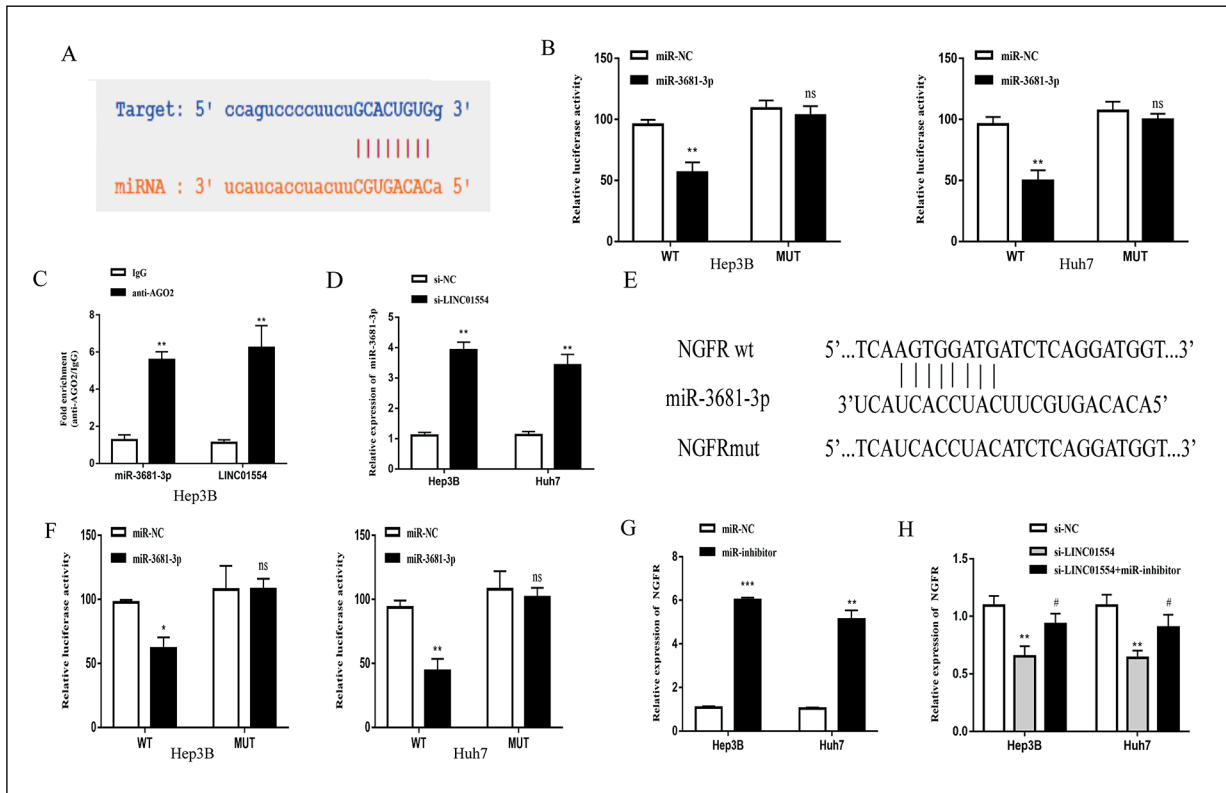 A
Target: 5' ccaguccccuucuGCACUGUGg 3'
miRNA : 3' ucaucaccuacuuCGUGACACa 5'
B
miR-NC
miR-3681-3p
Relative luciferase activity
150
100
50
0
**
ns
WT
MUT
Hep3B
miR-NC
miR-3681-3p
Relative luciferase activity
150
100
50
0
**
ns
WT
MUT
Huh7
C
IgG
anti-AGO2
Fold enrichment
(anti-AGO2/IgG)
8
6
4
2
0
**
**
miR-3681-3p
LINC01554
Hep3B
D
si-NC
si-LINC01554
Relative expression of miR-3681-3p
5
4
3
2
1
0
**
**
Hep3B
Huh7
E
NGFR wt 5’...TCAAGTGGATGATCTCAGGATGGT...3’
miR-3681-3p 3’UCAUCACCUACUUCGUGACACA5’
NGFRmut 5’...TCAUCACCUACATCTCAGGATGGT...3’
F
miR-NC
miR-3681-3p
Relative luciferase activity
150
100
50
0
*
ns
WT
MUT
Hep3B
miR-NC
miR-3681-3p
Relative luciferase activity
150
100
50
0
**
ns
WT
MUT
Huh7
G
miR-NC
miR-inhibitor
Relative expression of NGFR
8
6
4
2
0
***
**
Hep3B
Huh7
H
si-NC
si-LINC01554
si-LINC01554+miR-inhibitor
Relative expression of NGFR
1.5
1.0
0.5
0.0
**
#
**
#
Hep3B
Huh7